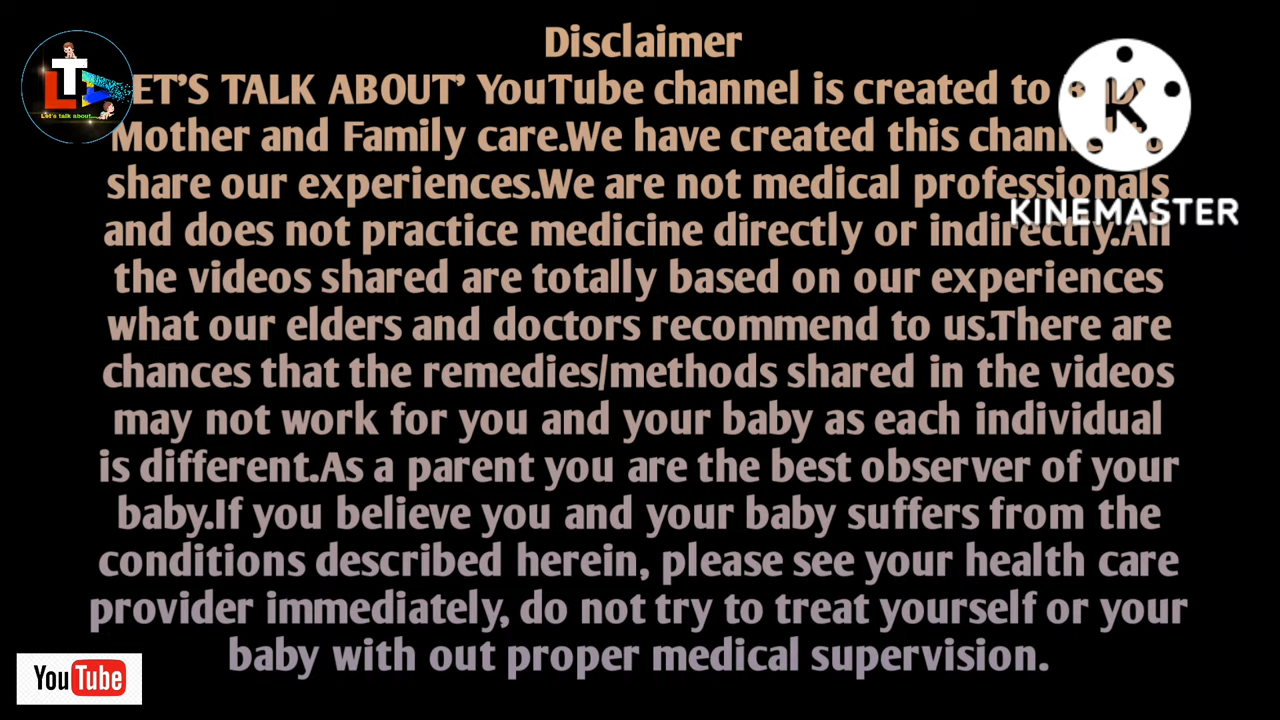 Disclaimer
LET'S TALK ABOUT' YouTube channel is created to
Mother and Family care.We have created this
share our experiences.We are not medical professionals
and does not practice medicine directly or indirectly.All
the videos shared are totally based on our experiences
what our elders and doctors recommend to us.There are
chances that the remedies/methods shared in the videos
may not work for you and your baby as each individual
is different.As a parent you are the best observer of your
baby.If you believe you and your baby suffers from the
conditions described herein, please see your health care
provider immediately, do not try to treat yourself or your
baby with out proper medical supervision.
LTA
Let's talk about....
K
KINEMASTER
YouTube